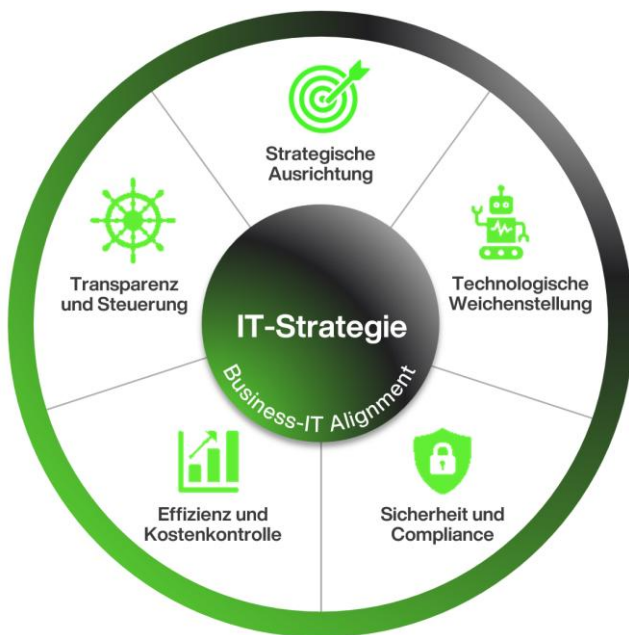 Strategische
Ausrichtung
Transparenz
und Steuerung
Technologische
Weichenstellung
IT-Strategie
Business-IT Alignment
Effizienz und
Kostenkontrolle
Sicherheit und
Compliance